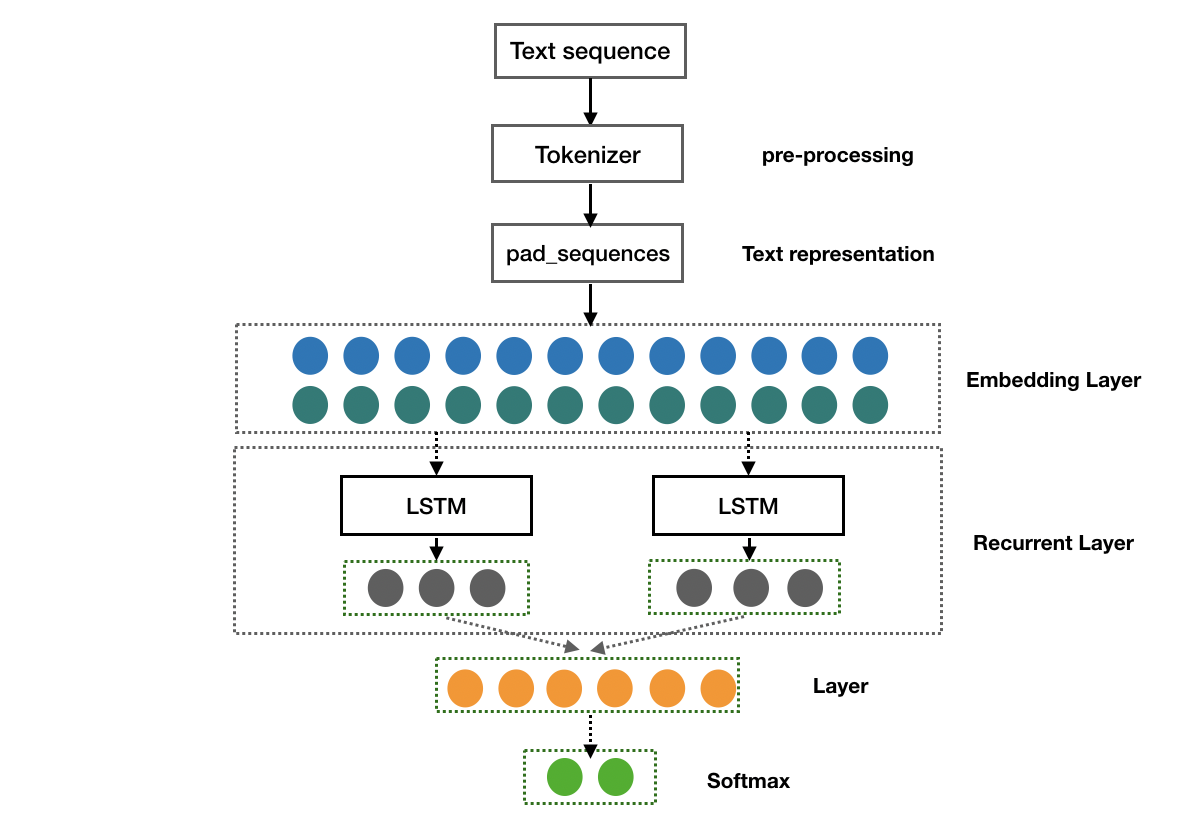 Text sequence
Tokenizer
pre-processing
pad_sequences
Text representation
Embedding Layer
LSTM
LSTM
Recurrent Layer
Layer
Softmax